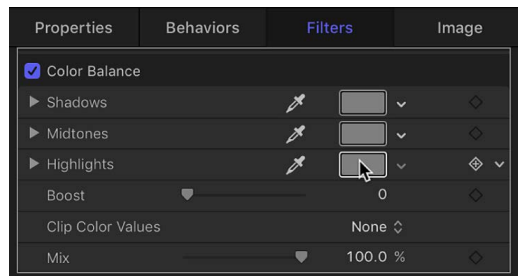 Properties Behaviors Filters Image
Color Balance
Shadows
Midtones
Highlights
Boost 0
Clip Color Values None
Mix 100.0 %